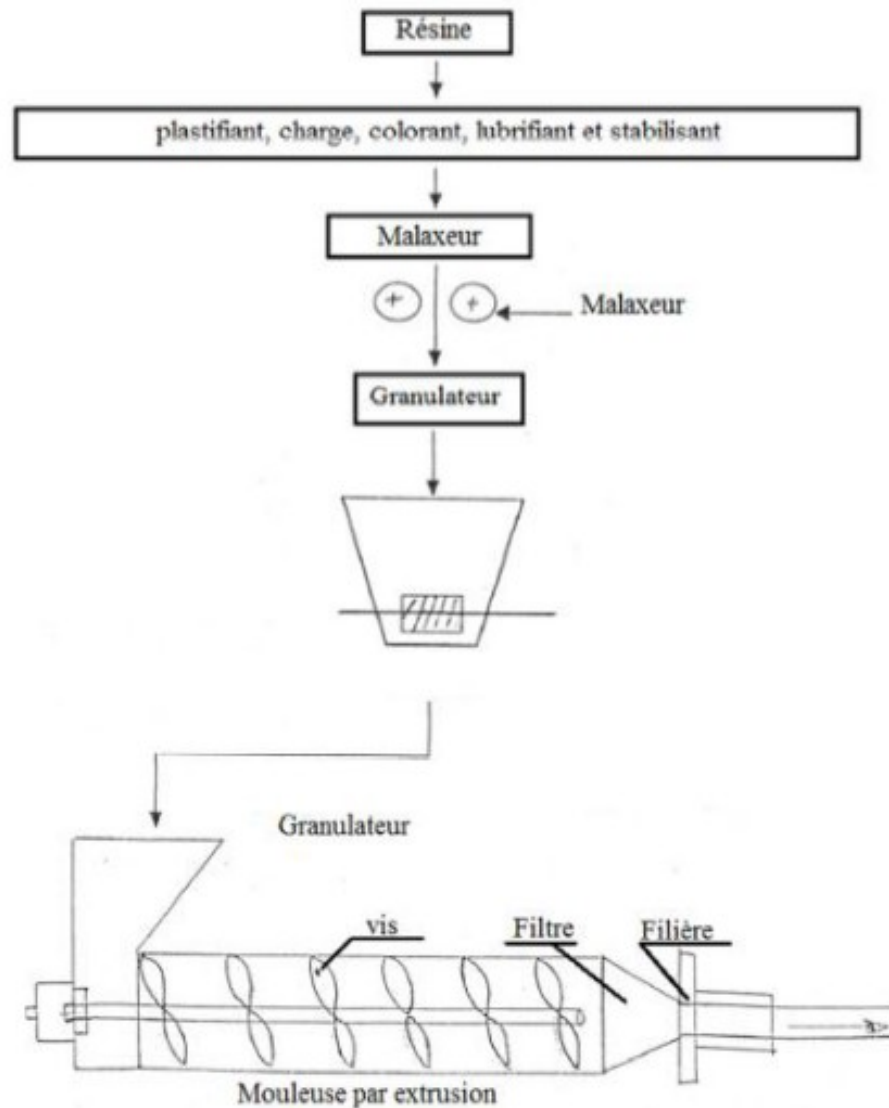 Résine
plastifiant, charge, colorant, lubrifiant et stabilisant
Malaxeur
Malaxeur
Granulateur
Granulateur
vis
Filtre
Filière
Mouleuse par extrusion